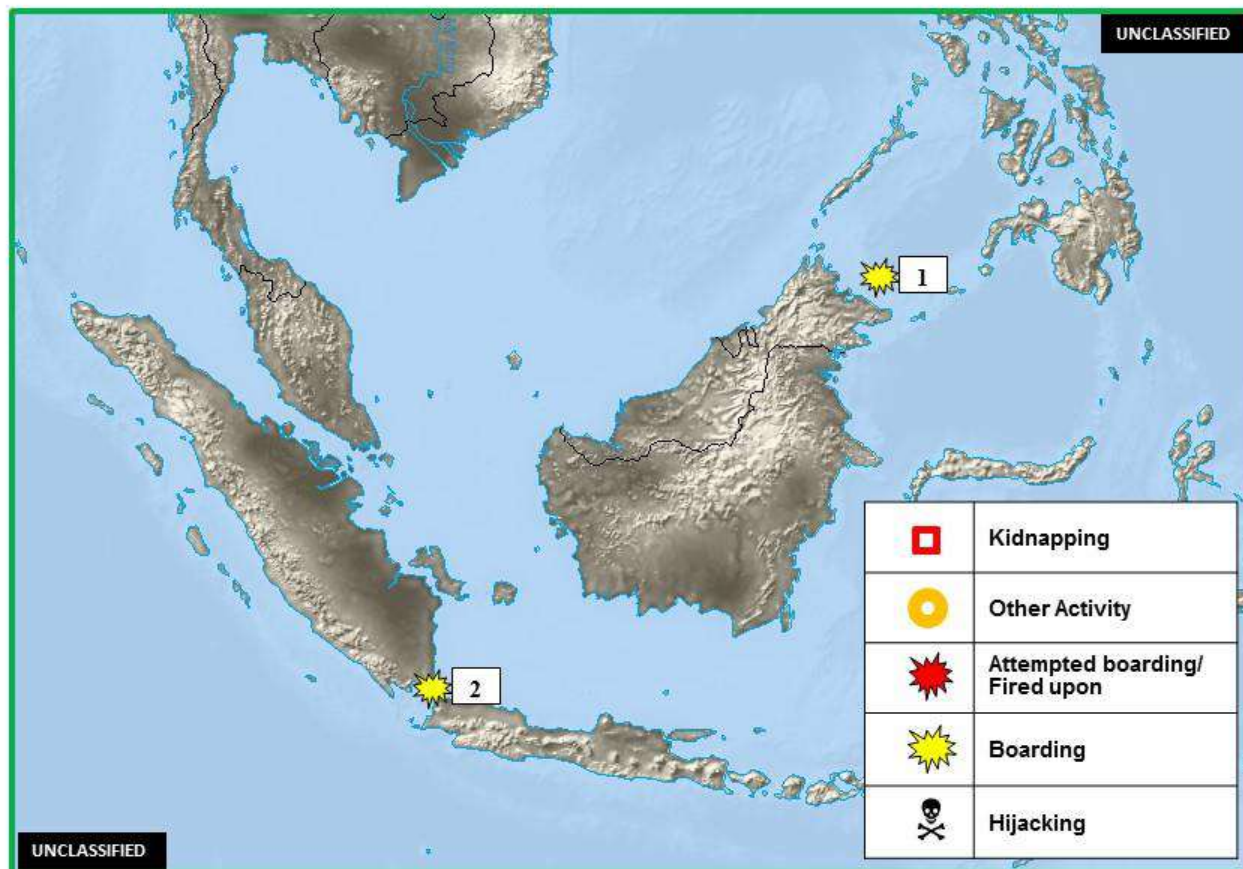 UNCLASSIFIED
1
2
Kidnapping
Other Activity
Attempted boarding/
Fired upon
Boarding
Hijacking
UNCLASSIFIED